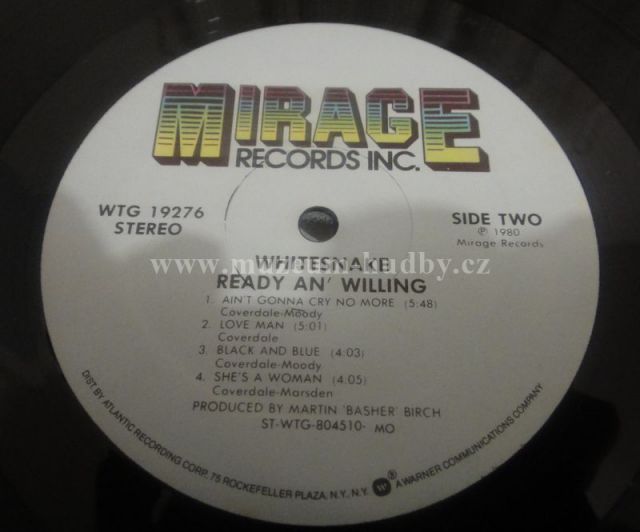 MIRAGE
RECORDS INC.
WTG 19276
STEREO
SIDE TWO
℗ 1980
Mirage Records
WHITESNAKE
www.muzeum-hudby.cz
READY AN' WILLING
1. AIN'T GONNA CRY NO MORE (5:48)
Coverdale-Moody
2. LOVE MAN (5:01)
Coverdale
3. BLACK AND BLUE (4:03)
Coverdale-Moody
4. SHE'S A WOMAN (4:05)
Coverdale-Marsden
PRODUCED BY MARTIN 'BASHER' BIRCH
ST-WTG-804510- MO
DIST. BY ATLANTIC RECORDING CORP. 75 ROCKEFELLER PLAZA, N.Y., N.Y. ® A WARNER COMMUNICATIONS COMPANY